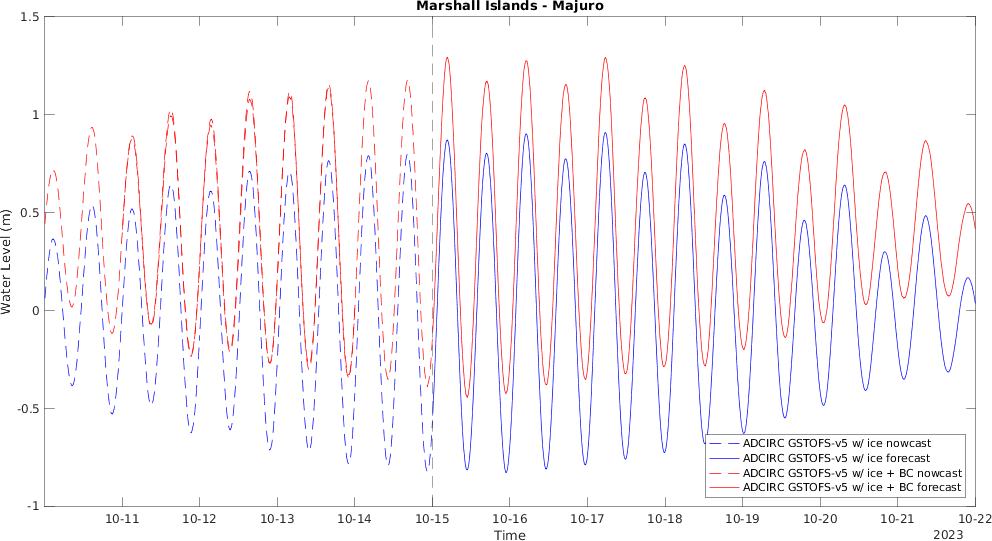 Marshall Islands - Majuro
Water Level (m)
1.5
1
0.5
0
-0.5
-1
ADCIRC GSTOFS-v5 w/ ice nowcast
ADCIRC GSTOFS-v5 w/ ice forecast
ADCIRC GSTOFS-v5 w/ ice + BC nowcast
ADCIRC GSTOFS-v5 w/ ice + BC forecast
10-11 10-12 10-13 10-14 10-15 10-16 10-17 10-18 10-19 10-20 10-21 10-22
Time
2023